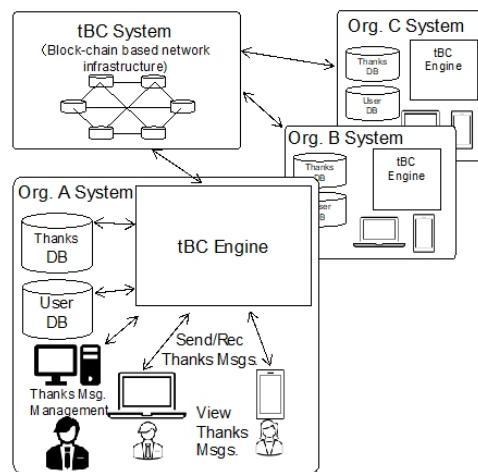 tBC System
(Block-chain based network
infrastructure)
Org. C System
Thanks
DB
User
DB
tBC
Engine
Org. B System
Thanks
DB
tBC
Engine
Org. A System
Thanks
DB
User
DB
tBC Engine
Send/Rec
Thanks Msgs.
Thanks Msg.
Management
View
Thanks
Msgs.